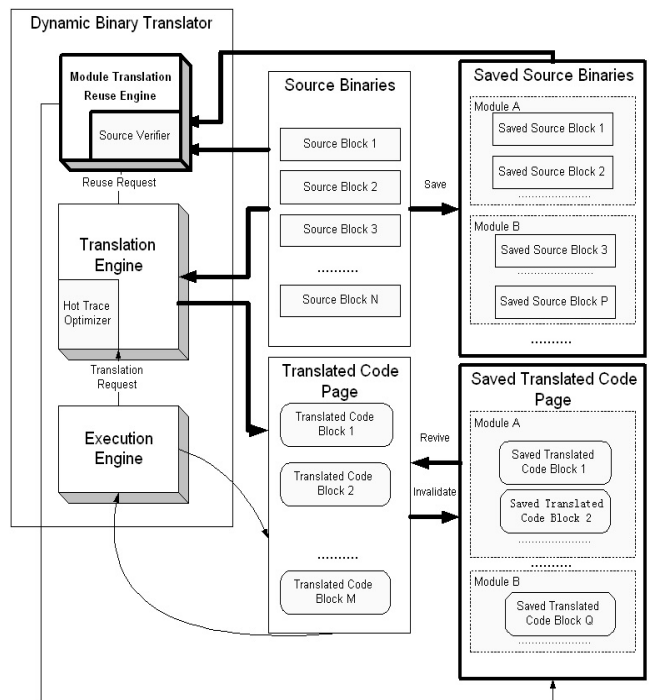 Dynamic Binary Translator
Module Translation
Reuse Engine
Source Verifier
Reuse Request
Translation
Engine
Hot Trace
Optimizer
Translation
Request
Execution
Engine
Source Binaries
Source Block 1
Source Block 2
Source Block 3
..........
Source Block N
Translated Code
Page
Translated Code
Block 1
Translated Code
Block 2
..........
Translated Code
Block M
Save
Revive
Invalidate
Saved Source Binaries
Module A
Saved Source Block 1
Saved Source Block 2
..................
Module B
Saved Source Block 3
Saved Source Block P
..................
..........
Saved Translated Code
Page
Module A
Saved Translated
Code Block 1
Saved Translated
Code Block 2
..................
..........
Module B
Saved Translated
Code Block Q
..................